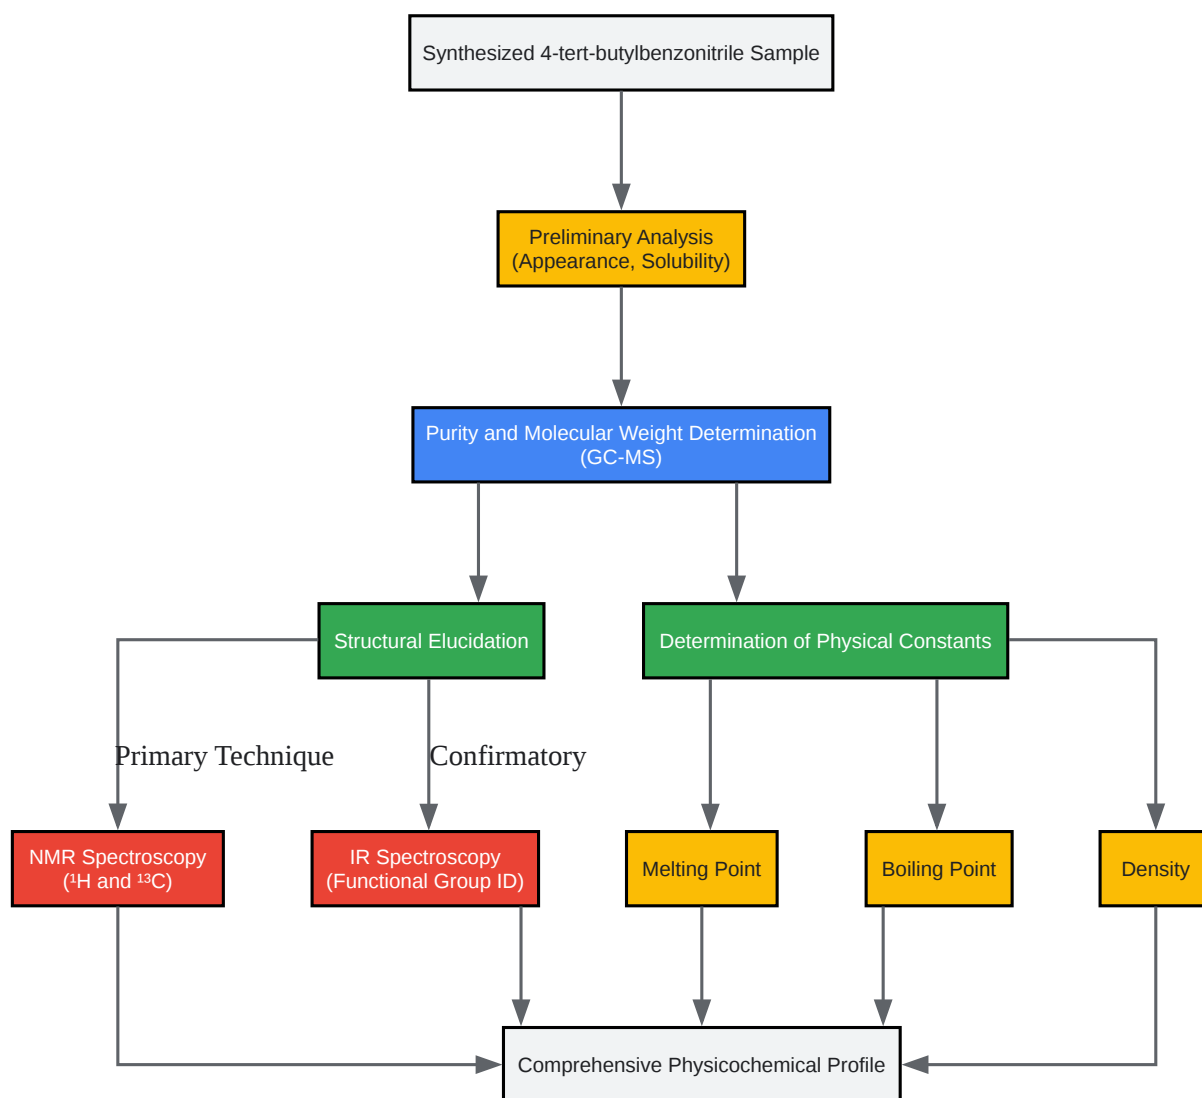 Synthesized 4-tert-butylbenzonitrile Sample
Preliminary Analysis
(Appearance, Solubility)
Purity and Molecular Weight Determination
(GC-MS)
Structural Elucidation
Determination of Physical Constants
Primary Technique
Confirmatory
NMR Spectroscopy
(¹H and ¹³C)
IR Spectroscopy
(Functional Group ID)
Melting Point
Boiling Point
Density
Comprehensive Physicochemical Profile